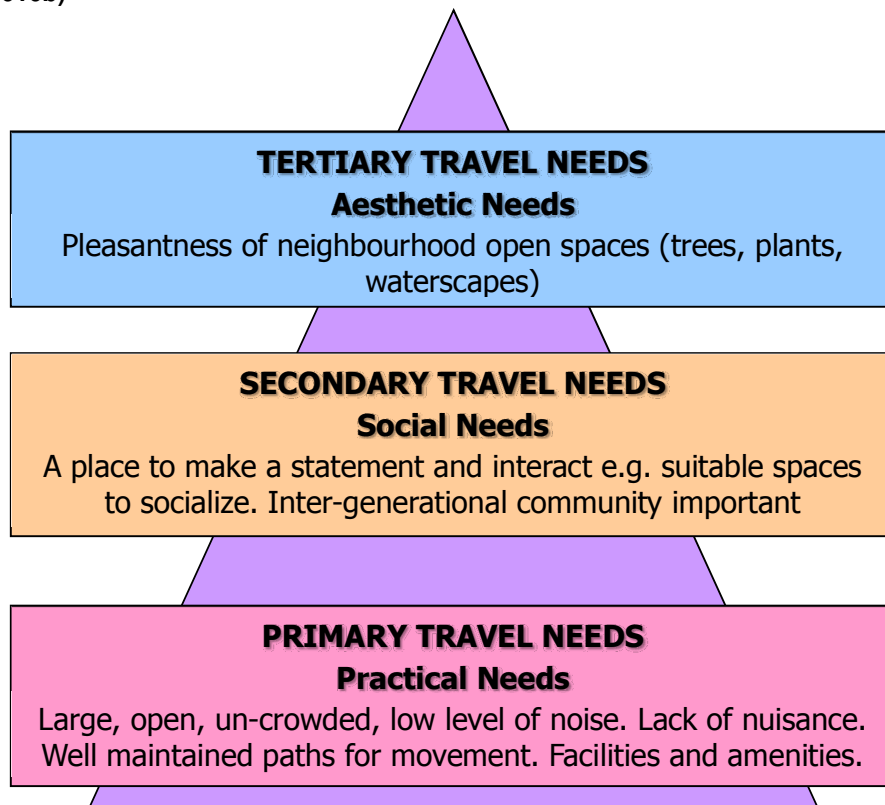 TERTIARY TRAVEL NEEDS
Aesthetic Needs
Pleasantness of neighbourhood open spaces (trees, plants,
waterscapes)
SECONDARY TRAVEL NEEDS
Social Needs
A place to make a statement and interact e.g. suitable spaces
to socialize. Inter-generational community important
PRIMARY TRAVEL NEEDS
Practical Needs
Large, open, un-crowded, low level of noise. Lack of nuisance.
Well maintained paths for movement. Facilities and amenities.